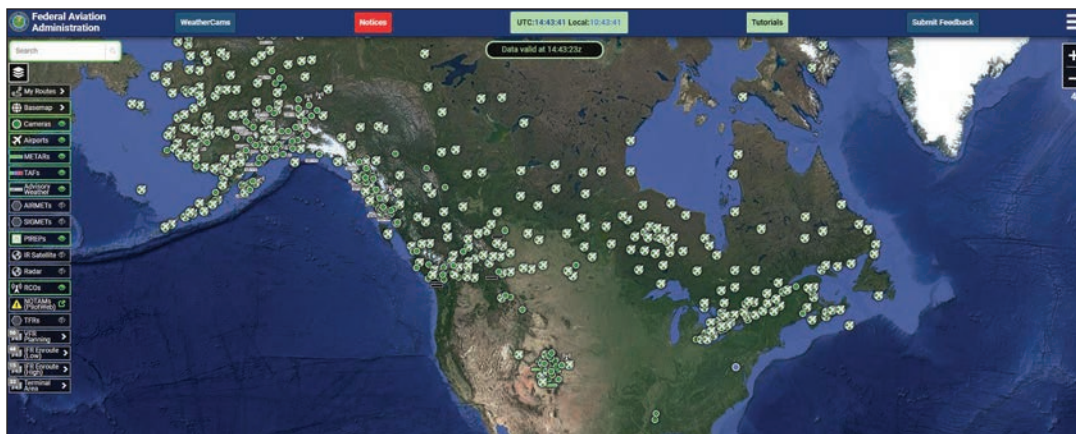 Federal Aviation
Administration
WeatherCams
Notices
UTC:14:43:41 Local:10:43:41
Tutorials
Submit Feedback
Search
Data valid at 14:43:23z
My Routes
Basemap
Cameras
Airports
METARs
TAFs
Advisory
Weather
AIRMETs
SIGMETs
PIREPs
IR Satellite
Radar
RCOs
NOTAMs
(PilotWeb)
TFRs
VFR
Planning
IFR Enroute
(Low)
IFR Enroute
(High)
Terminal
Area